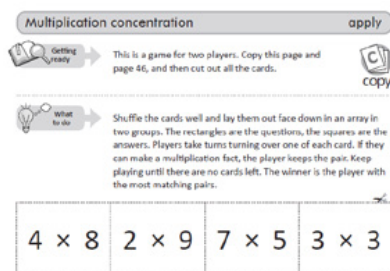 Multiplication concentration apply
Getting
ready
This is a game for two players. Copy this page and
page 46, and then cut out all the cards.
copy
What
to do
Shuffle the cards well and lay them out face down in an array in
two groups. The rectangles are the questions, the squares are the
answers. Players take turns turning over one of each card. If they
can make a multiplication fact, the player keeps the pair. Keep
playing until there are no cards left. The winner is the player with
the most matching pairs.
4 × 8 2 × 9 7 × 5 3 × 3